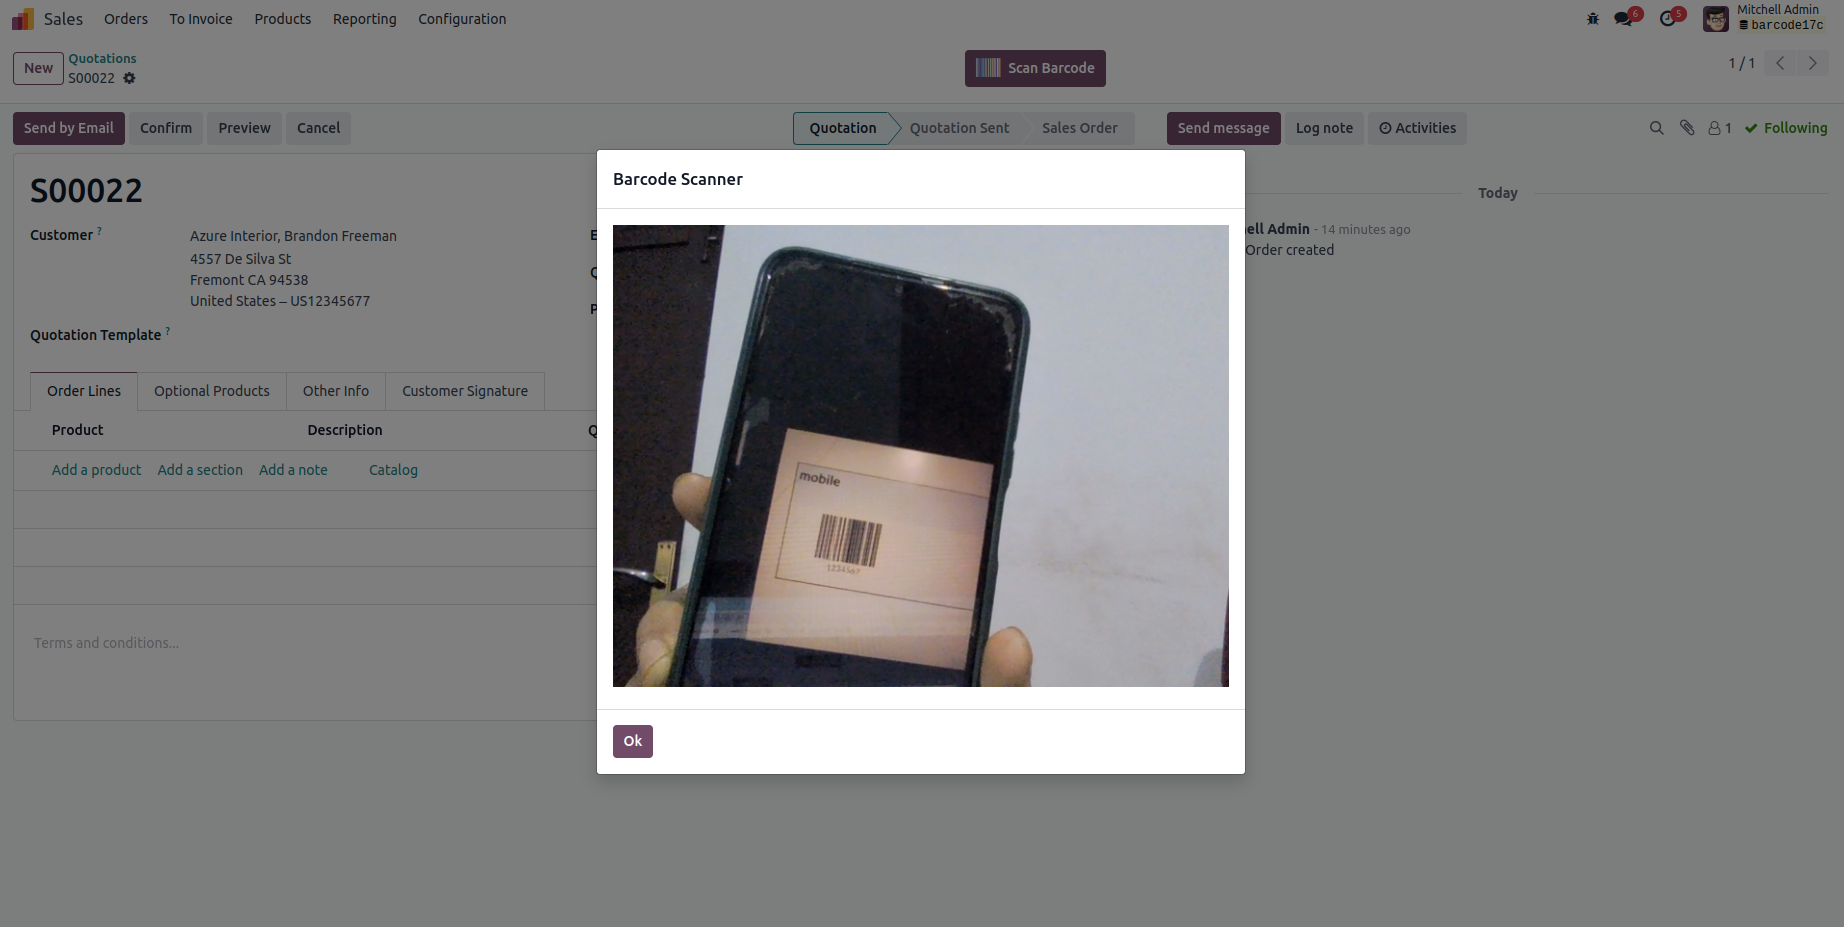 Sales Orders To Invoice Products Reporting Configuration
6 5 Mitchell Admin
barcode17c
New Quotations
S00022
Scan Barcode
1 / 1
Send by Email Confirm Preview Cancel
Quotation Quotation Sent Sales Order
Send message Log note Activities
1 Following
Barcode Scanner
S00022
Today
Customer ?
Azure Interior, Brandon Freeman
4557 De Silva St
Fremont CA 94538
United States – US12345677
E
Q
P
ell Admin - 14 minutes ago
Order created
Quotation Template ?
Order Lines Optional Products Other Info Customer Signature
Product Description Q
Add a product Add a section Add a note Catalog
mobile
1234567
Terms and conditions...
Ok